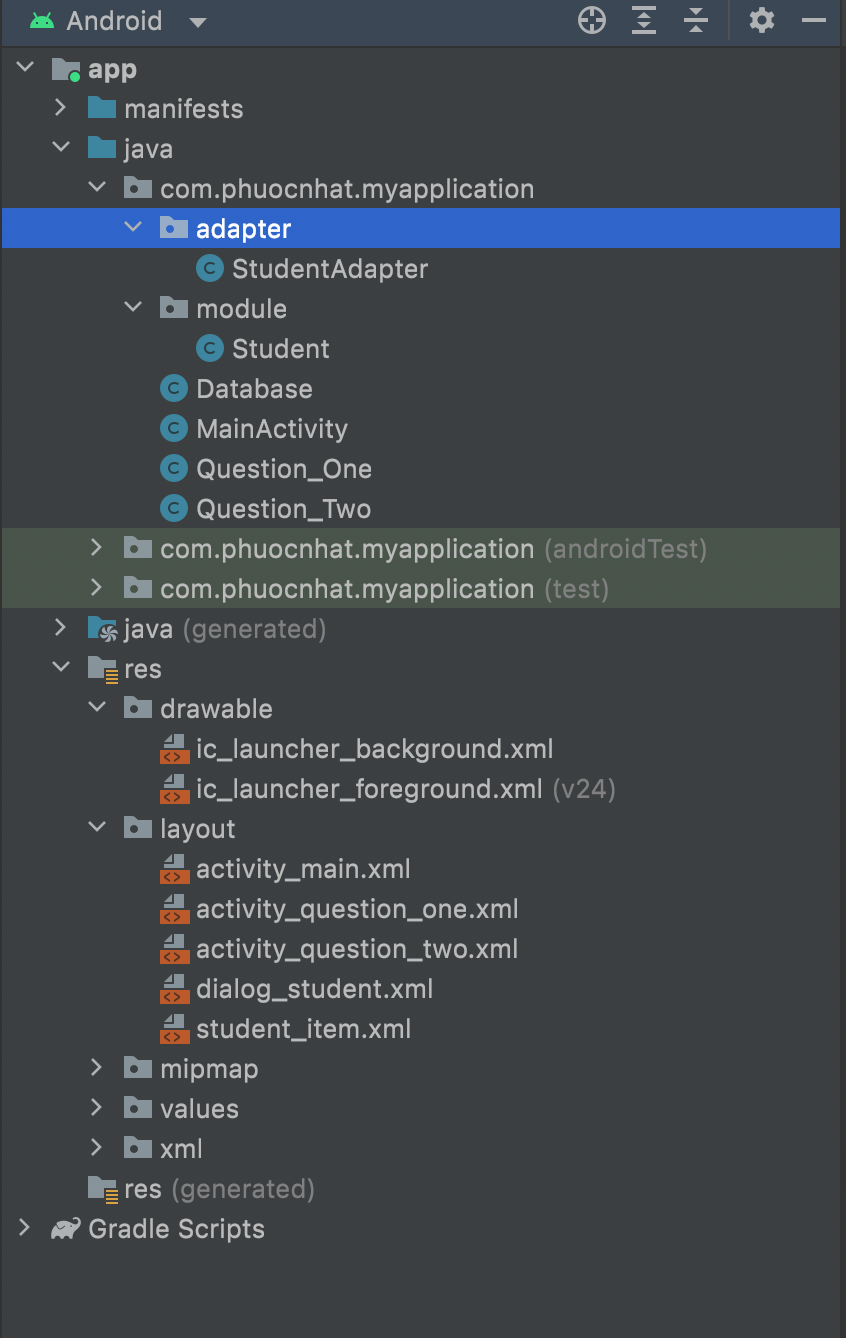 Android
app
manifests
java
com.phuocnhat.myapplication
adapter
C StudentAdapter
module
C Student
C Database
C MainActivity
C Question_One
C Question_Two
com.phuocnhat.myapplication (androidTest)
com.phuocnhat.myapplication (test)
java (generated)
res
drawable
ic_launcher_background.xml
ic_launcher_foreground.xml (v24)
layout
activity_main.xml
activity_question_one.xml
activity_question_two.xml
dialog_student.xml
student_item.xml
mipmap
values
xml
res (generated)
Gradle Scripts